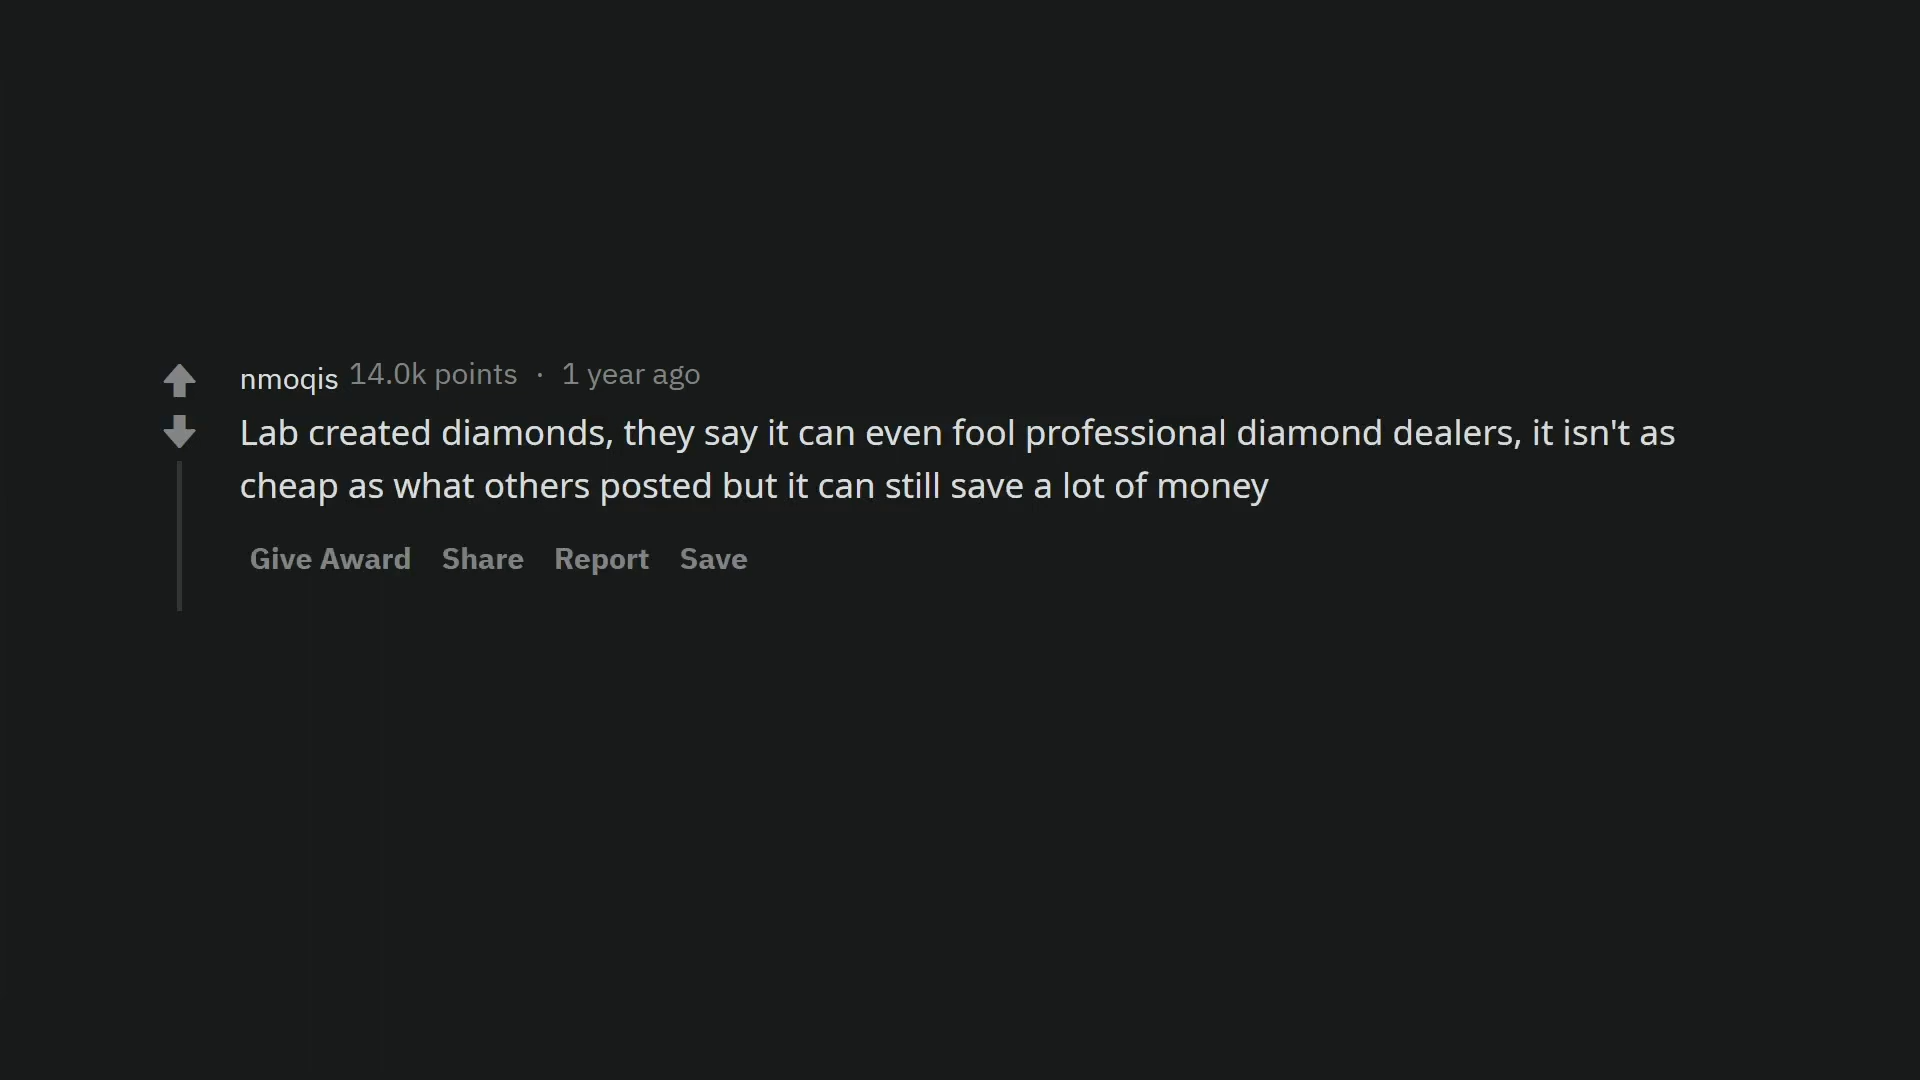 nmoqis 14.0k points · 1 year ago
Lab created diamonds, they say it can even fool professional diamond dealers, it isn't as
cheap as what others posted but it can still save a lot of money
Give Award Share Report Save